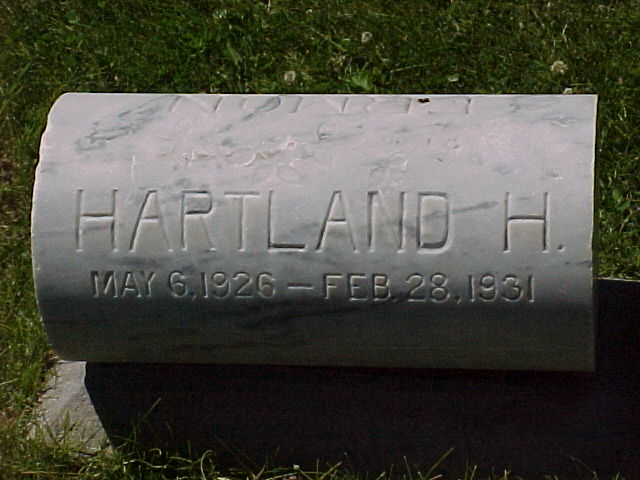 HARTLAND H.
MAY 6, 1926 — FEB. 28, 1931